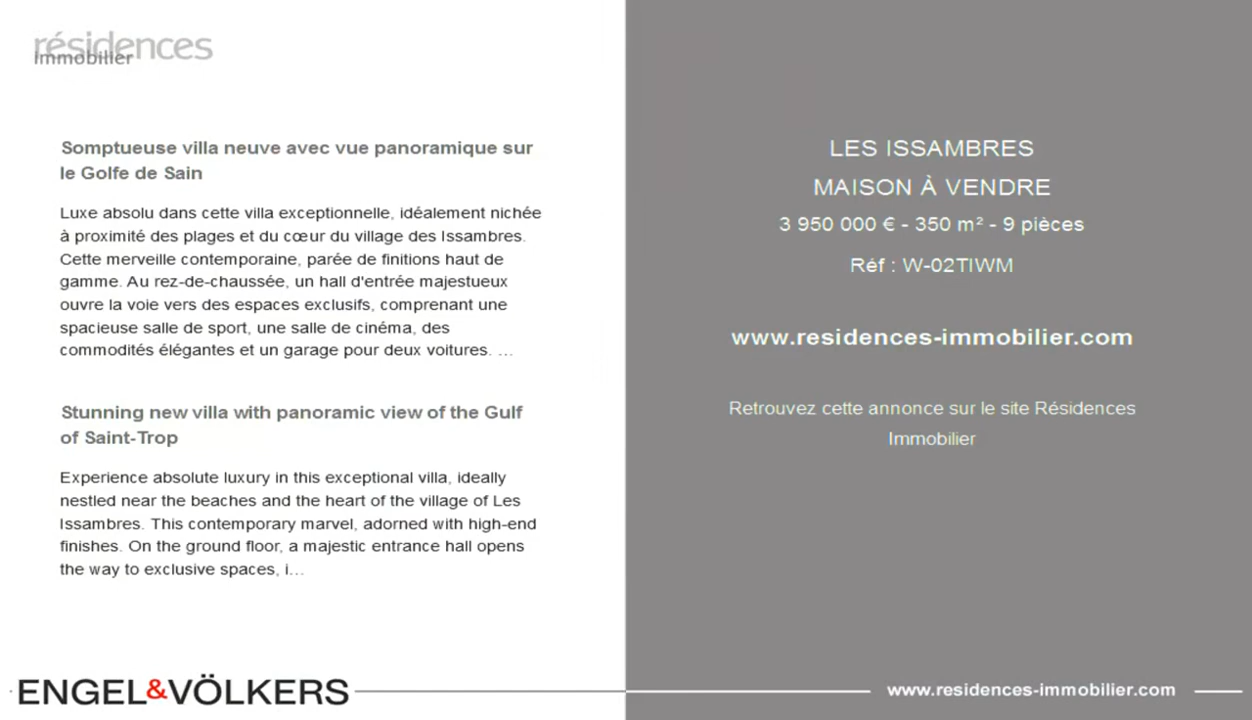 résidences
immobilier
Somptueuse villa neuve avec vue panoramique sur
le Golfe de Sain
Luxe absolu dans cette villa exceptionnelle, idéalement nichée
à proximité des plages et du cœur du village des Issambres.
Cette merveille contemporaine, parée de finitions haut de
gamme. Au rez-de-chaussée, un hall d'entrée majestueux
ouvre la voie vers des espaces exclusifs, comprenant une
spacieuse salle de sport, une salle de cinéma, des
commodités élégantes et un garage pour deux voitures. ...
Stunning new villa with panoramic view of the Gulf
of Saint-Trop
Experience absolute luxury in this exceptional villa, ideally
nestled near the beaches and the heart of the village of Les
Issambres. This contemporary marvel, adorned with high-end
finishes. On the ground floor, a majestic entrance hall opens
the way to exclusive spaces, i...
ENGEL&VÖLKERS
LES ISSAMBRES
MAISON À VENDRE
3 950 000 € - 350 m² - 9 pièces
Réf : W-02TIWM
www.residences-immobilier.com
Retrouvez cette annonce sur le site Résidences
Immobilier
www.residences-immobilier.com